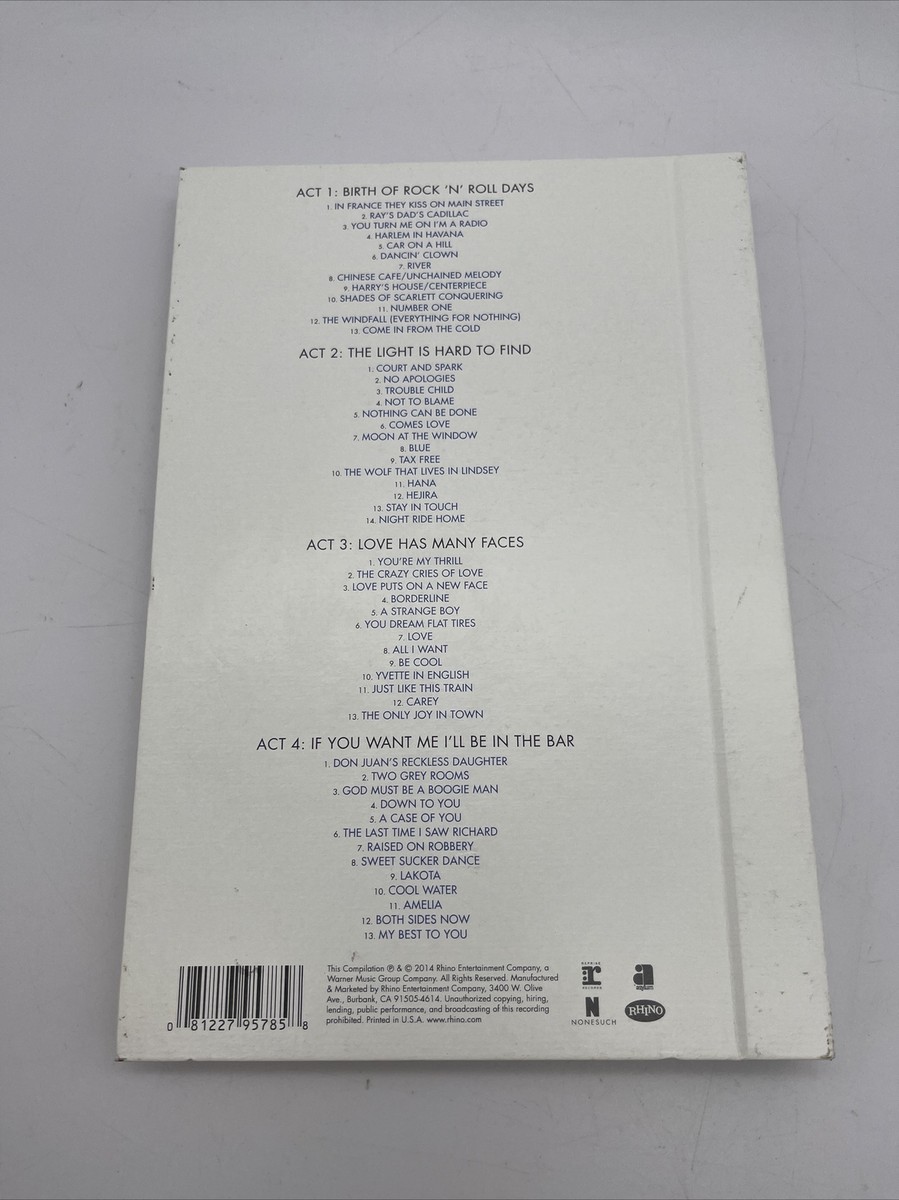 ACT 1: BIRTH OF ROCK 'N' ROLL DAYS
1. IN FRANCE THEY KISS ON MAIN STREET
2. RAY'S DAD'S CADILLAC
3. YOU TURN ME ON I'M A RADIO
4. HARLEM IN HAVANA
5. CAR ON A HILL
6. DANCIN' CLOWN
7. RIVER
8. CHINESE CAFE/UNCHAINED MELODY
9. HARRY'S HOUSE/CENTERPIECE
10. SHADES OF SCARLETT CONQUERING
11. NUMBER ONE
12. THE WINDFALL (EVERYTHING FOR NOTHING)
13. COME IN FROM THE COLD
ACT 2: THE LIGHT IS HARD TO FIND
1. COURT AND SPARK
2. NO APOLOGIES
3. TROUBLE CHILD
4. NOT TO BLAME
5. NOTHING CAN BE DONE
6. COMES LOVE
7. MOON AT THE WINDOW
8. BLUE
9. TAX FREE
10. THE WOLF THAT LIVES IN LINDSEY
11. HANA
12. HEJIRA
13. STAY IN TOUCH
14. NIGHT RIDE HOME
ACT 3: LOVE HAS MANY FACES
1. YOU'RE MY THRILL
2. THE CRAZY CRIES OF LOVE
3. LOVE PUTS ON A NEW FACE
4. BORDERLINE
5. A STRANGE BOY
6. YOU DREAM FLAT TIRES
7. LOVE
8. ALL I WANT
9. BE COOL
10. YVETTE IN ENGLISH
11. JUST LIKE THIS TRAIN
12. CAREY
13. THE ONLY JOY IN TOWN
ACT 4: IF YOU WANT ME I'LL BE IN THE BAR
1. DON JUAN'S RECKLESS DAUGHTER
2. TWO GREY ROOMS
3. GOD MUST BE A BOOGIE MAN
4. DOWN TO YOU
5. A CASE OF YOU
6. THE LAST TIME I SAW RICHARD
7. RAISED ON ROBBERY
8. SWEET SUCKER DANCE
9. LAKOTA
10. COOL WATER
11. AMELIA
12. BOTH SIDES NOW
13. MY BEST TO YOU
0 81227 95785 8
This Compilation ℗ & © 2014 Rhino Entertainment Company, a
Warner Music Group Company. All Rights Reserved. Manufactured
& Marketed by Rhino Entertainment Company, 3400 W. Olive
Ave., Burbank, CA 91505-4614. Unauthorized copying, hiring,
lending, public performance, and broadcasting of this recording
prohibited. Printed in U.S.A. www.rhino.com
REPRISE
r
RECORDS
a
asylum
N
NONESUCH
RHINO